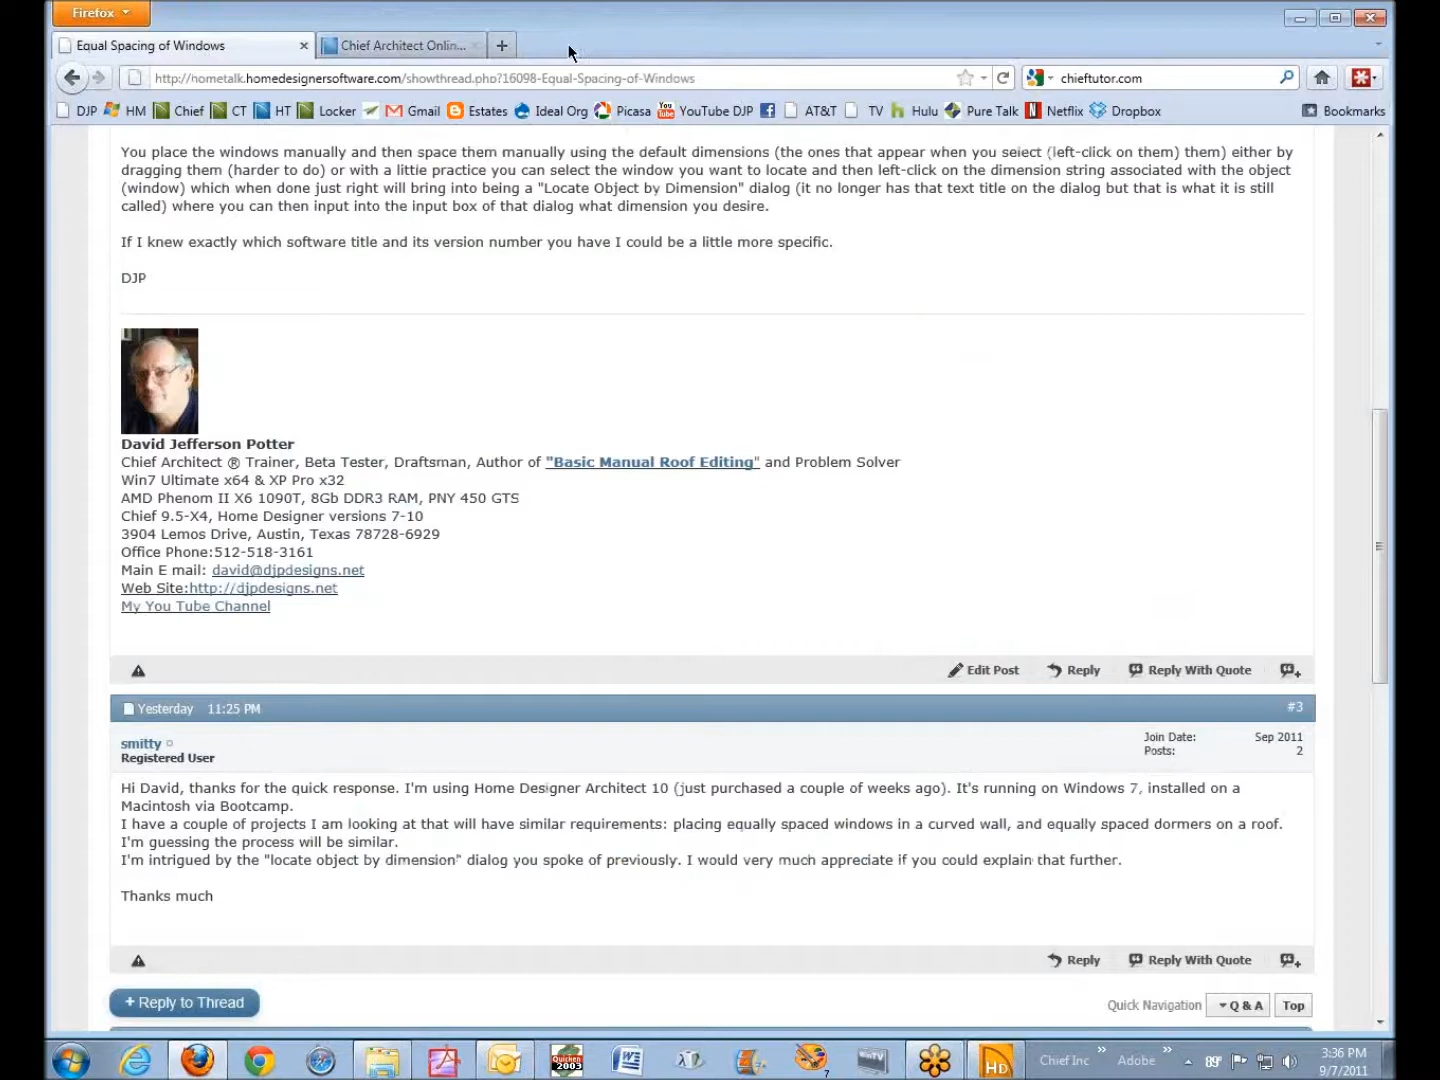 Firefox
Equal Spacing of Windows
Chief Architect Onlin...
http://hometalk.homedesignersoftware.com/showthread.php?16098-Equal-Spacing-of-Windows
chieftutor.com
DJP HM Chief CT HT Locker Gmail Estates Ideal Org Picasa YouTube DJP AT&T TV Hulu Pure Talk Netflix Dropbox Bookmarks
You place the windows manually and then space them manually using the default dimensions (the ones that appear when you select (left-click on them) them) either by
dragging them (harder to do) or with a little practice you can select the window you want to locate and then left-click on the dimension string associated with the object
(window) which when done just right will bring into being a "Locate Object by Dimension" dialog (it no longer has that text title on the dialog but that is what it is still
called) where you can then input into the input box of that dialog what dimension you desire.
If I knew exactly which software title and its version number you have I could be a little more specific.
DJP
David Jefferson Potter
Chief Architect ® Trainer, Beta Tester, Draftsman, Author of "Basic Manual Roof Editing" and Problem Solver
Win7 Ultimate x64 & XP Pro x32
AMD Phenom II X6 1090T, 8Gb DDR3 RAM, PNY 450 GTS
Chief 9.5-X4, Home Designer versions 7-10
3904 Lemos Drive, Austin, Texas 78728-6929
Office Phone:512-518-3161
Main E mail: david@djpdesigns.net
Web Site:http://djpdesigns.net
My You Tube Channel
Edit Post Reply Reply With Quote
Yesterday 11:25 PM #3
smitty
Registered User
Join Date: Sep 2011
Posts: 2
Hi David, thanks for the quick response. I'm using Home Designer Architect 10 (just purchased a couple of weeks ago). It's running on Windows 7, installed on a
Macintosh via Bootcamp.
I have a couple of projects I am looking at that will have similar requirements: placing equally spaced windows in a curved wall, and equally spaced dormers on a roof.
I'm guessing the process will be similar.
I'm intrigued by the "locate object by dimension" dialog you spoke of previously. I would very much appreciate if you could explain that further.
Thanks much
Reply Reply With Quote
+ Reply to Thread
Quick Navigation Q & A Top
Quicken 2003
HD
Chief Inc » Adobe » 89°
3:36 PM
9/7/2011